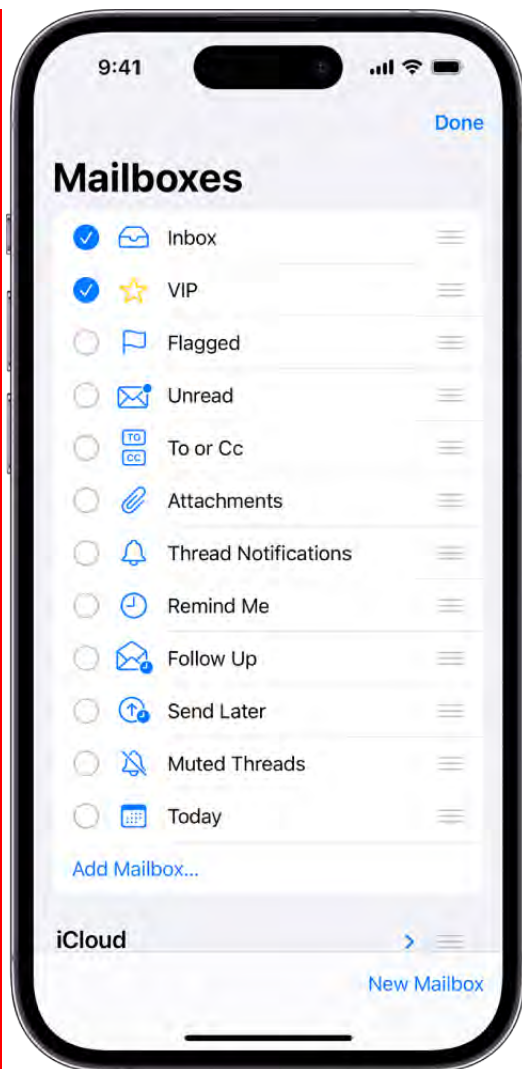 9:41
Done
Mailboxes
Inbox
VIP
Flagged
Unread
TO
CC
To or Cc
Attachments
Thread Notifications
Remind Me
Follow Up
Send Later
Muted Threads
Today
Add Mailbox...
iCloud
New Mailbox